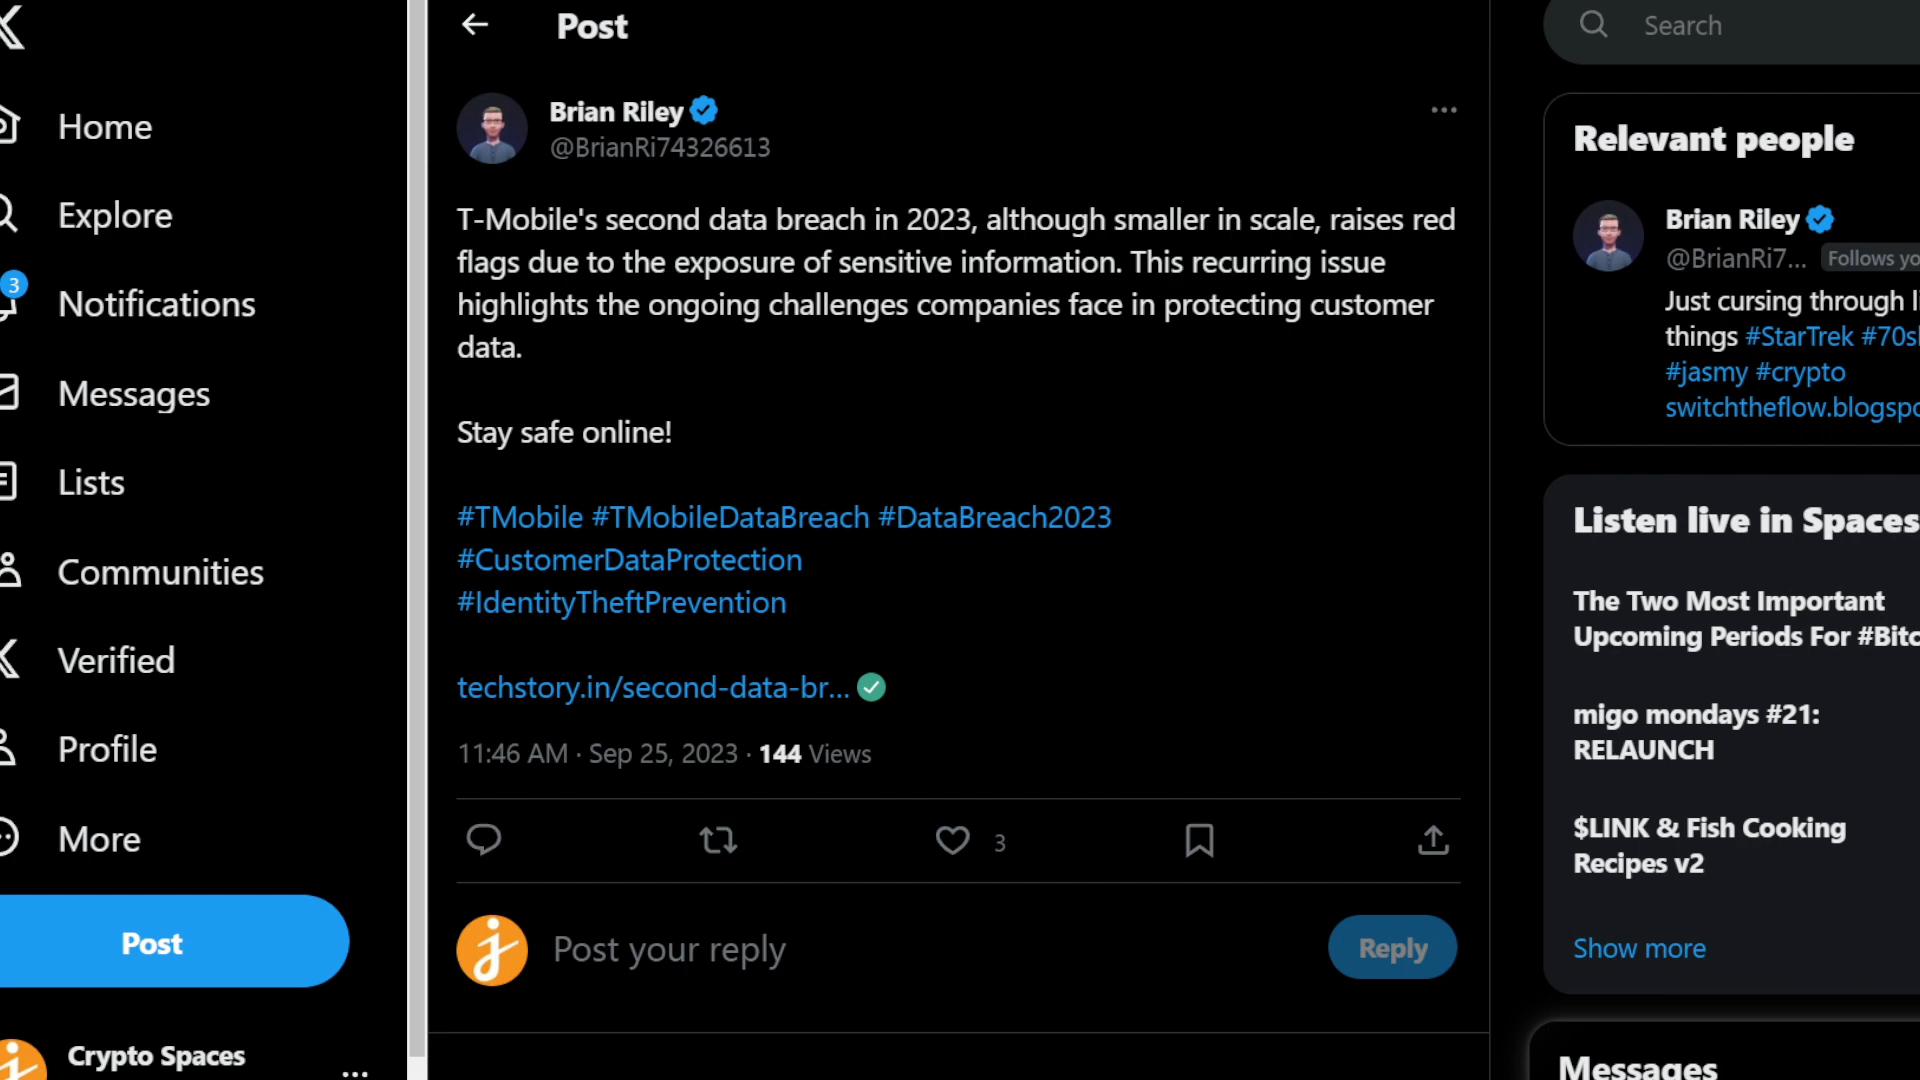 Home
Explore
3
Notifications
Messages
Lists
Communities
Verified
Profile
More
Post
Crypto Spaces
Post
Brian Riley
@BrianRi74326613
T-Mobile's second data breach in 2023, although smaller in scale, raises red
flags due to the exposure of sensitive information. This recurring issue
highlights the ongoing challenges companies face in protecting customer
data.
Stay safe online!
#TMobile #TMobileDataBreach #DataBreach2023
#CustomerDataProtection
#IdentityTheftPrevention
techstory.in/second-data-br...
11:46 AM · Sep 25, 2023 · 144 Views
3
Post your reply
Reply
Search
Relevant people
Brian Riley
@BrianRi7... Follows yo
Just cursing through li
things #StarTrek #70s
#jasmy #crypto
switchtheflow.blogspo
Listen live in Spaces
The Two Most Important
Upcoming Periods For #Bitc
migo mondays #21:
RELAUNCH
$LINK & Fish Cooking
Recipes v2
Show more
Messages